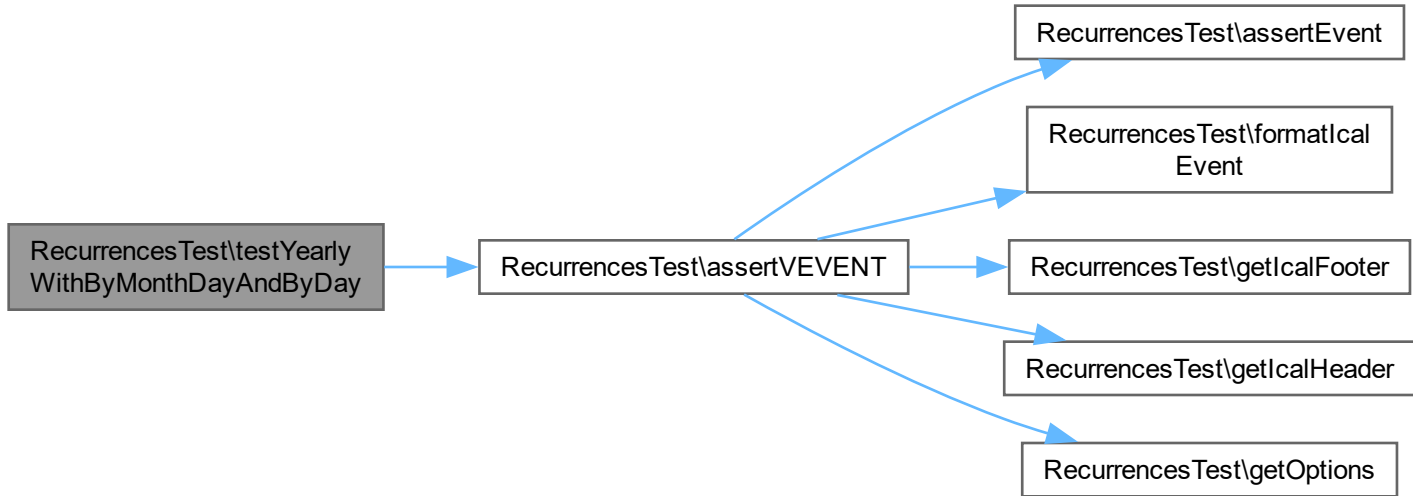 RecurrencesTest\testYearly
WithByMonthDayAndByDay
RecurrencesTest\assertVEVENT
RecurrencesTest\assertEvent
RecurrencesTest\formatIcal
Event
RecurrencesTest\getIcalFooter
RecurrencesTest\getIcalHeader
RecurrencesTest\getOptions